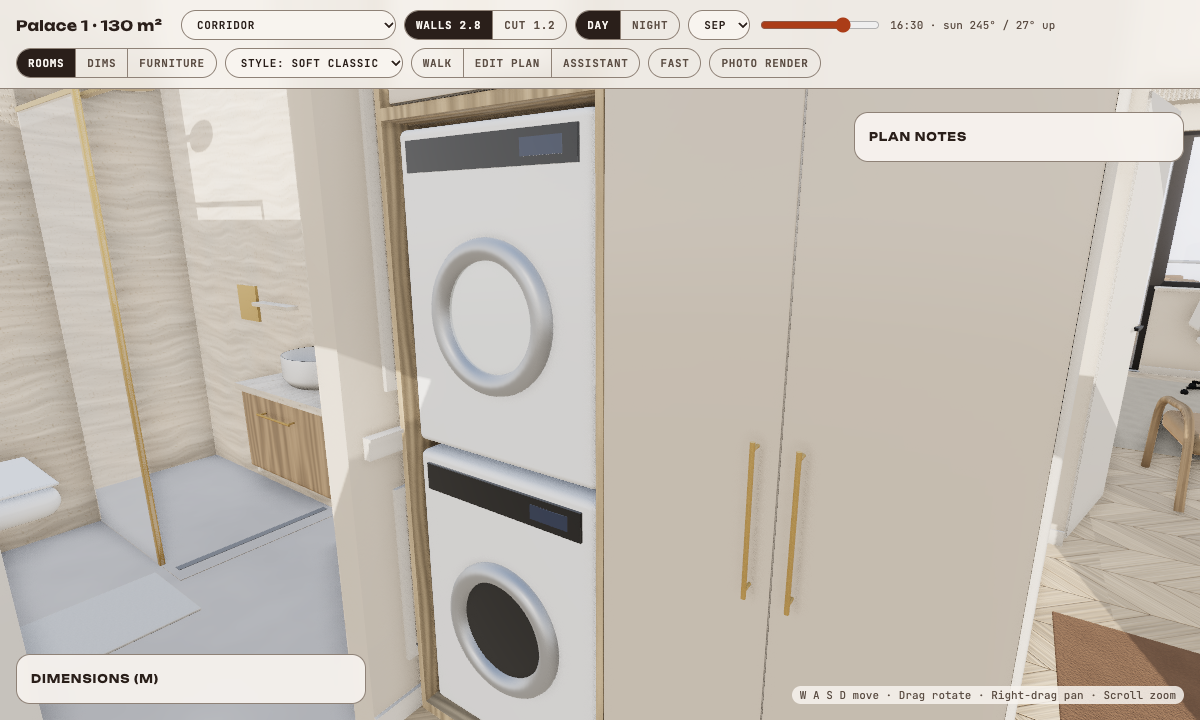 Palace 1 · 130 m²
CORRIDOR
WALLS 2.8
CUT 1.2
DAY
NIGHT
SEP
16:30 · sun 245° / 27° up
ROOMS
DIMS
FURNITURE
STYLE: SOFT CLASSIC
WALK
EDIT PLAN
ASSISTANT
FAST
PHOTO RENDER
PLAN NOTES
DIMENSIONS (M)
W A S D move · Drag rotate · Right-drag pan · Scroll zoom